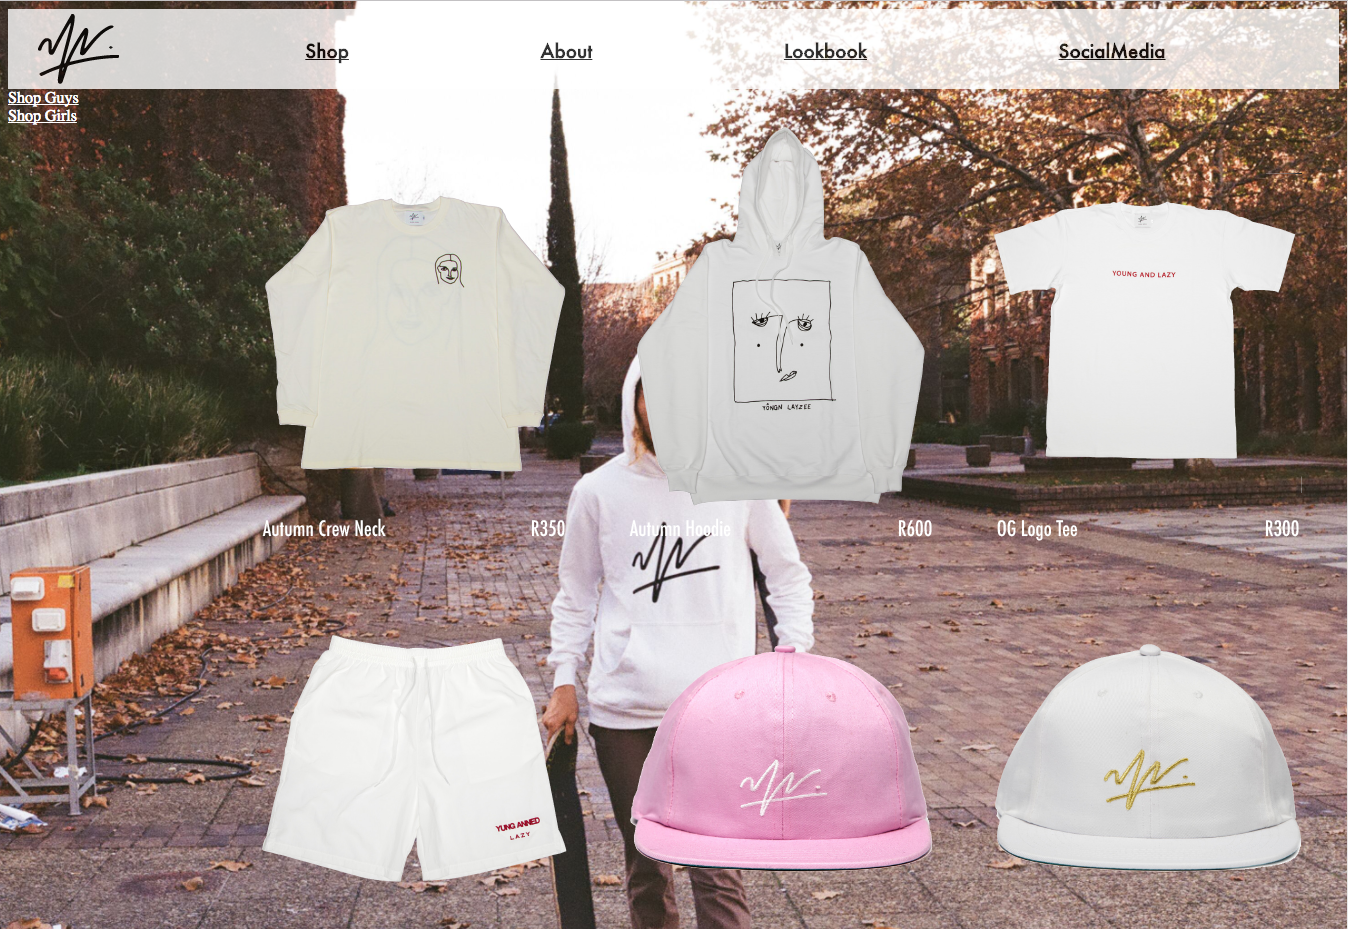 Shop
About
Lookbook
SocialMedia
Shop Guys
Shop Girls
YOUNG AND LAZY
YÖNGN LAYZEE
Autumn Crew Neck
R350
Autumn Hoodie
R600
OG Logo Tee
R300
YUNG ANNED
LAZY